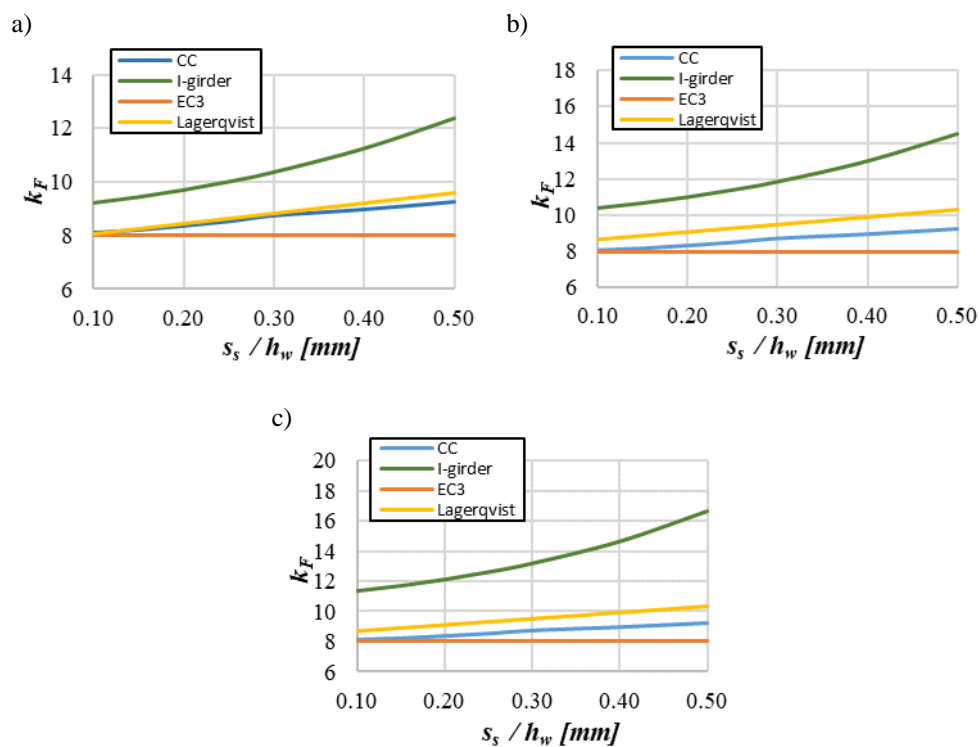 a)
CC
I-girder
EC3
Lagerqvist
14
12
10
8
6
k_F
0.10 0.20 0.30 0.40 0.50
s_s / h_w [mm]
b)
CC
I-girder
EC3
Lagerqvist
18
16
14
12
10
8
6
k_F
0.10 0.20 0.30 0.40 0.50
s_s / h_w [mm]
c)
CC
I-girder
EC3
Lagerqvist
20
18
16
14
12
10
8
6
k_F
0.10 0.20 0.30 0.40 0.50
s_s / h_w [mm]